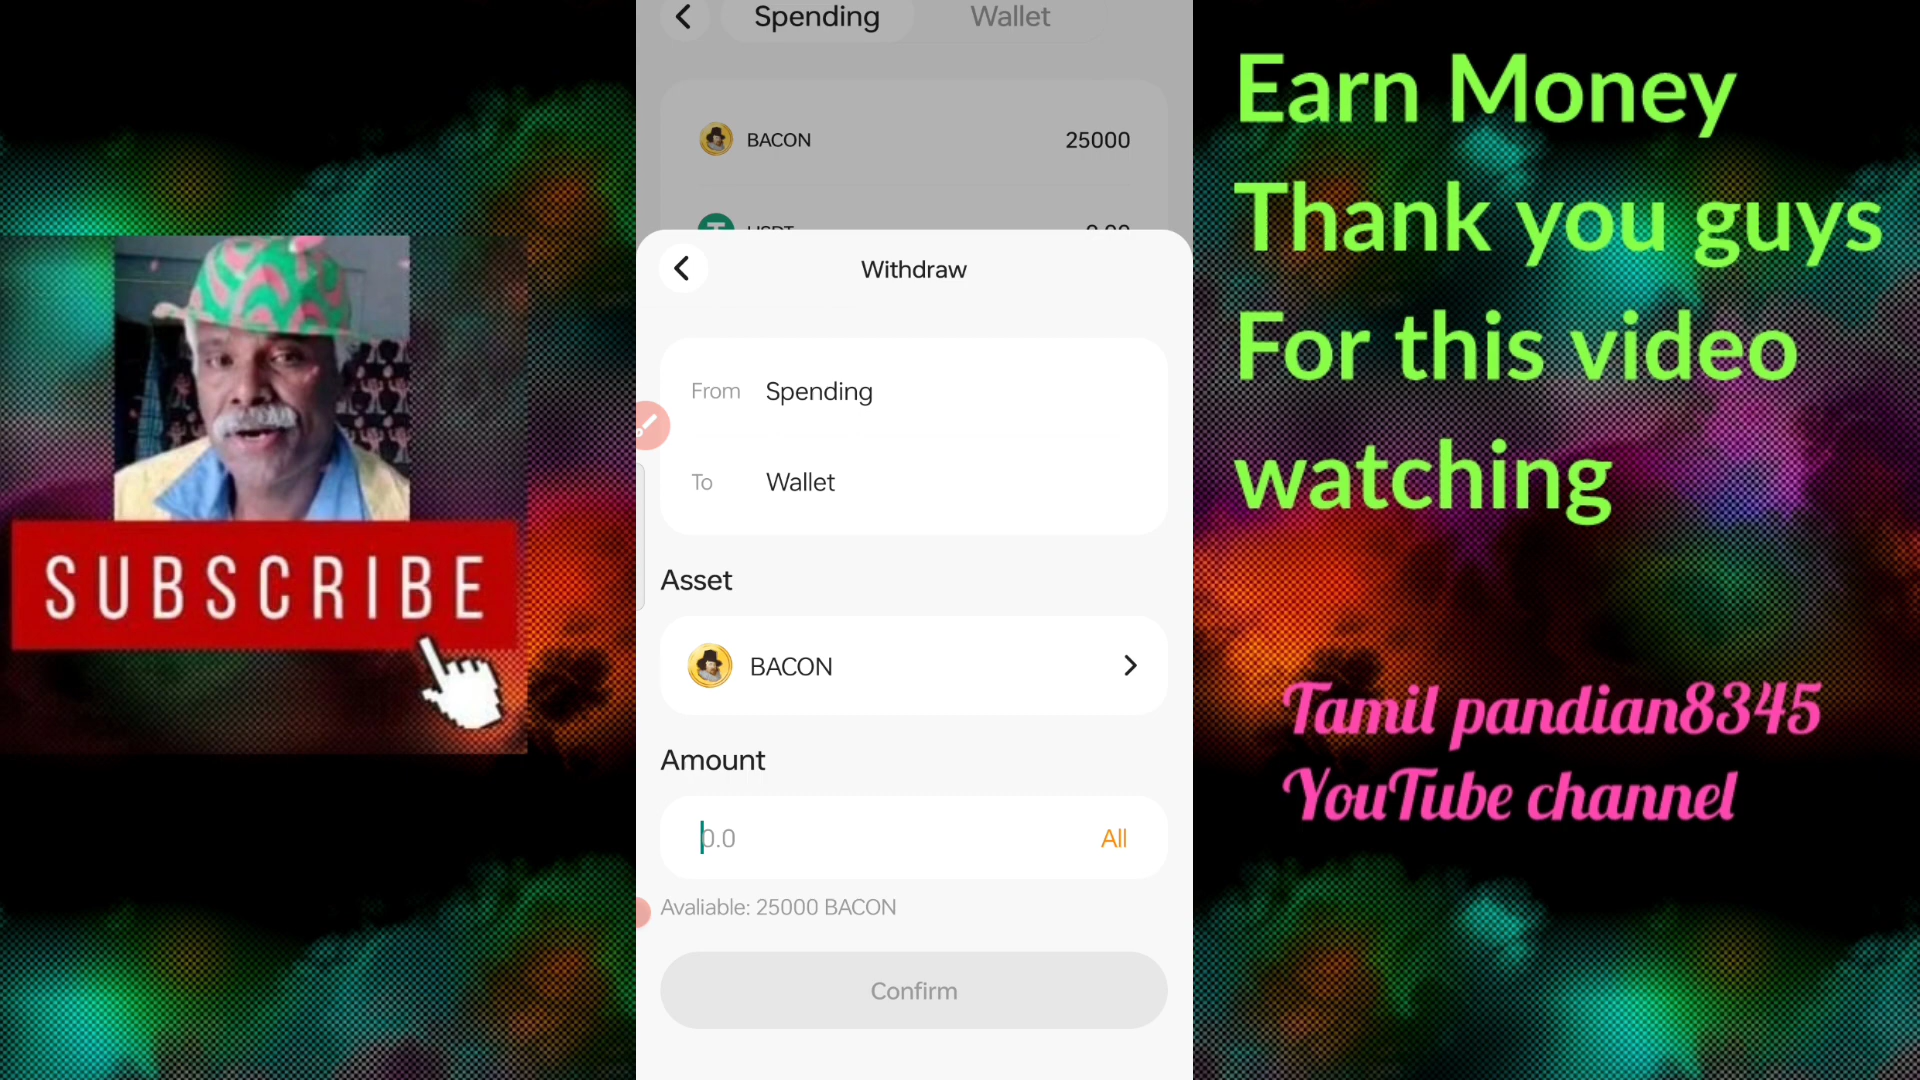 SUBSCRIBE
Spending Wallet
BACON 25000
Withdraw
From Spending
To Wallet
Asset
BACON
Amount
0.0 All
Avaliable: 25000 BACON
Confirm
Earn Money
Thank you guys
For this video
watching
Tamil pandian8345
YouTube channel